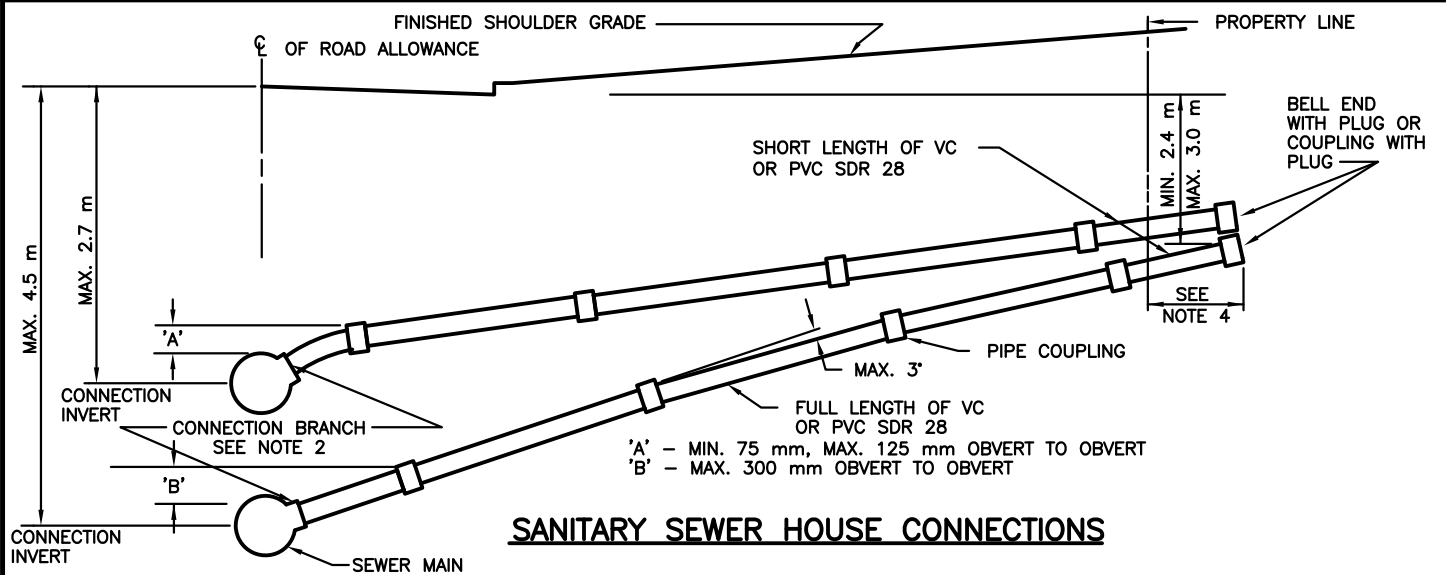 FINISHED SHOULDER GRADE
PROPERTY LINE
℄ OF ROAD ALLOWANCE
BELL END
WITH PLUG OR
COUPLING WITH
PLUG
MIN. 2.4 m
MAX. 3.0 m
SHORT LENGTH OF VC
OR PVC SDR 28
MAX. 4.5 m
MAX. 2.7 m
'A'
SEE
NOTE 4
PIPE COUPLING
MAX. 3°
CONNECTION
INVERT
CONNECTION BRANCH
SEE NOTE 2
FULL LENGTH OF VC
OR PVC SDR 28
'A' – MIN. 75 mm, MAX. 125 mm OBVERT TO OBVERT
'B' – MAX. 300 mm OBVERT TO OBVERT
'B'
SANITARY SEWER HOUSE CONNECTIONS
CONNECTION
INVERT
SEWER MAIN